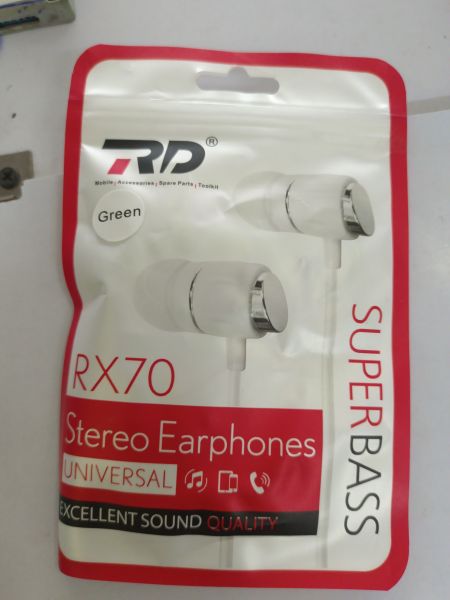 RD®
Mobile | Accessories | Spare Parts | Toolkit
Green
RX70
Stereo Earphones
UNIVERSAL
EXCELLENT SOUND QUALITY
SUPERBASS